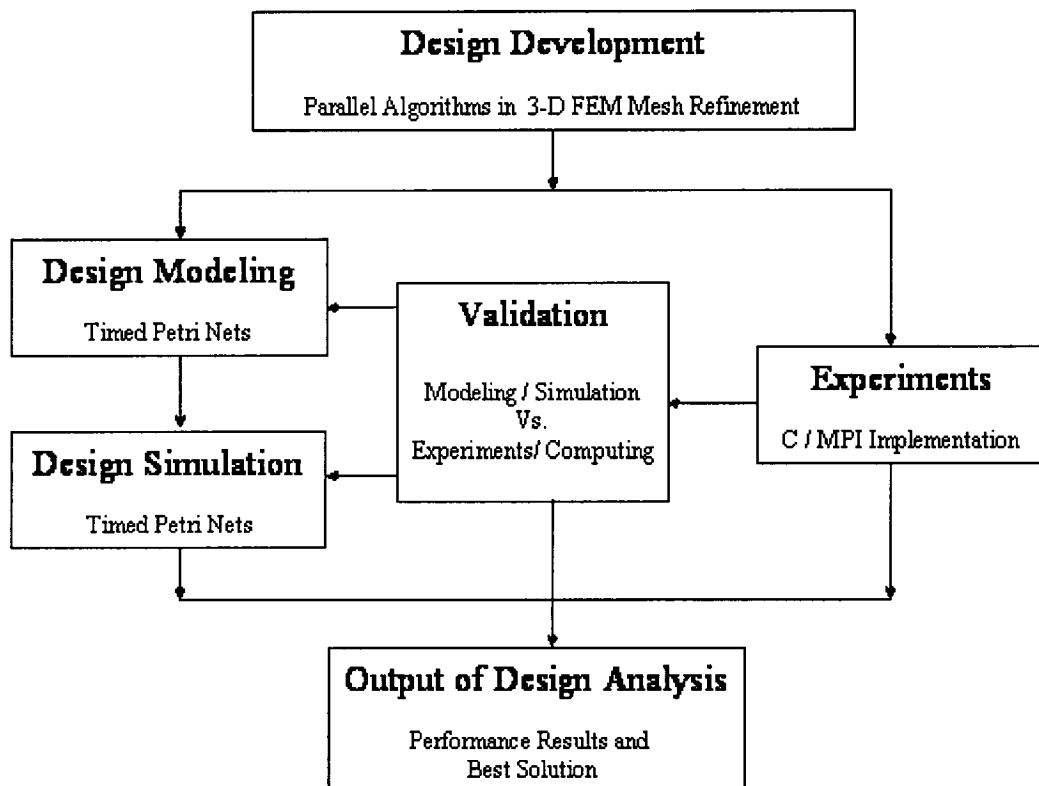 Design Development
Parallel Algorithms in 3-D FEM Mesh Refinement
Design Modeling
Timed Petri Nets
Validation
Modeling / Simulation
Vs.
Experiments/ Computing
Experiments
C / MPI Implementation
Design Simulation
Timed Petri Nets
Output of Design Analysis
Performance Results and
Best Solution